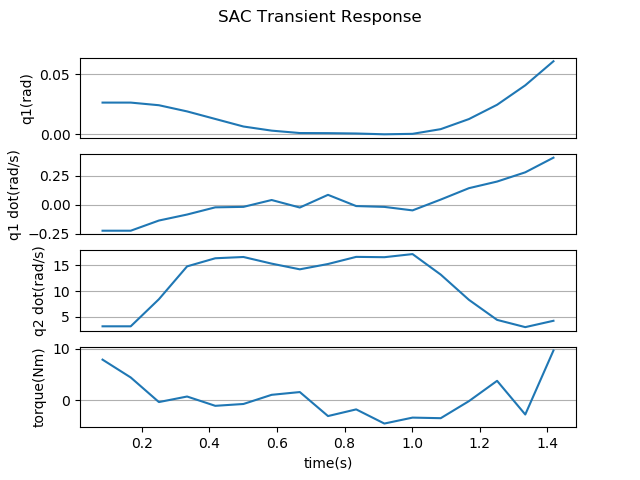 SAC Transient Response
q1(rad)
0.05
0.00
q1 dot(rad/s)
0.25
0.00
−0.25
q2 dot(rad/s)
15
10
5
torque(Nm)
10
0
0.2 0.4 0.6 0.8 1.0 1.2 1.4
time(s)